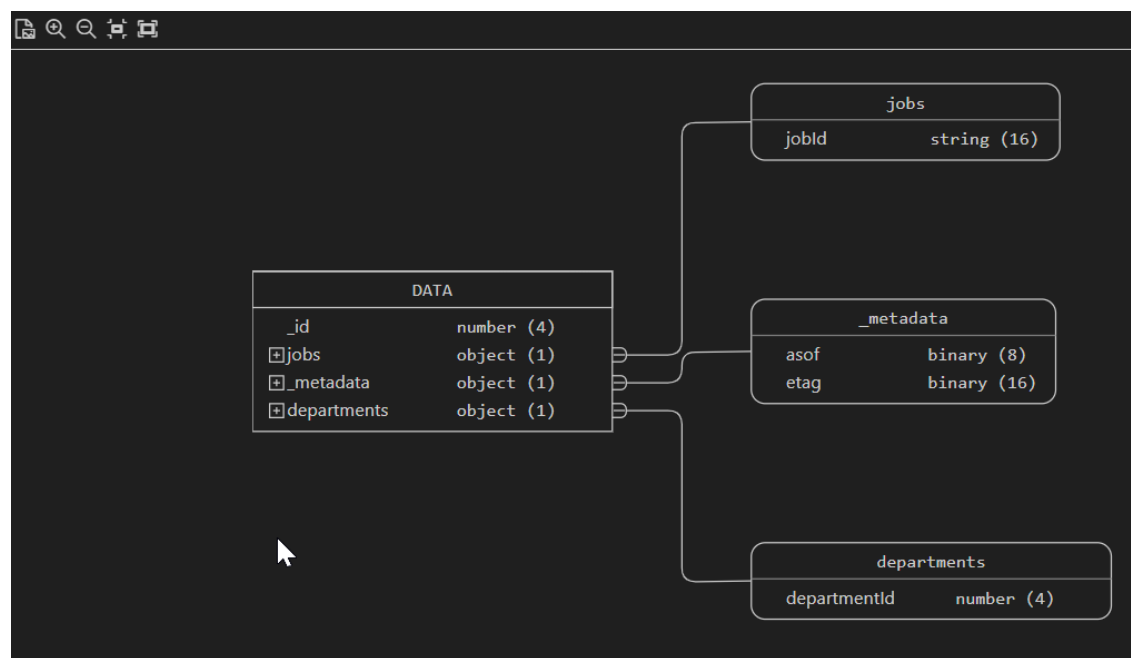 jobs
jobId string (16)
DATA
_id number (4)
jobs object (1)
_metadata object (1)
departments object (1)
_metadata
asof binary (8)
etag binary (16)
departments
departmentId number (4)